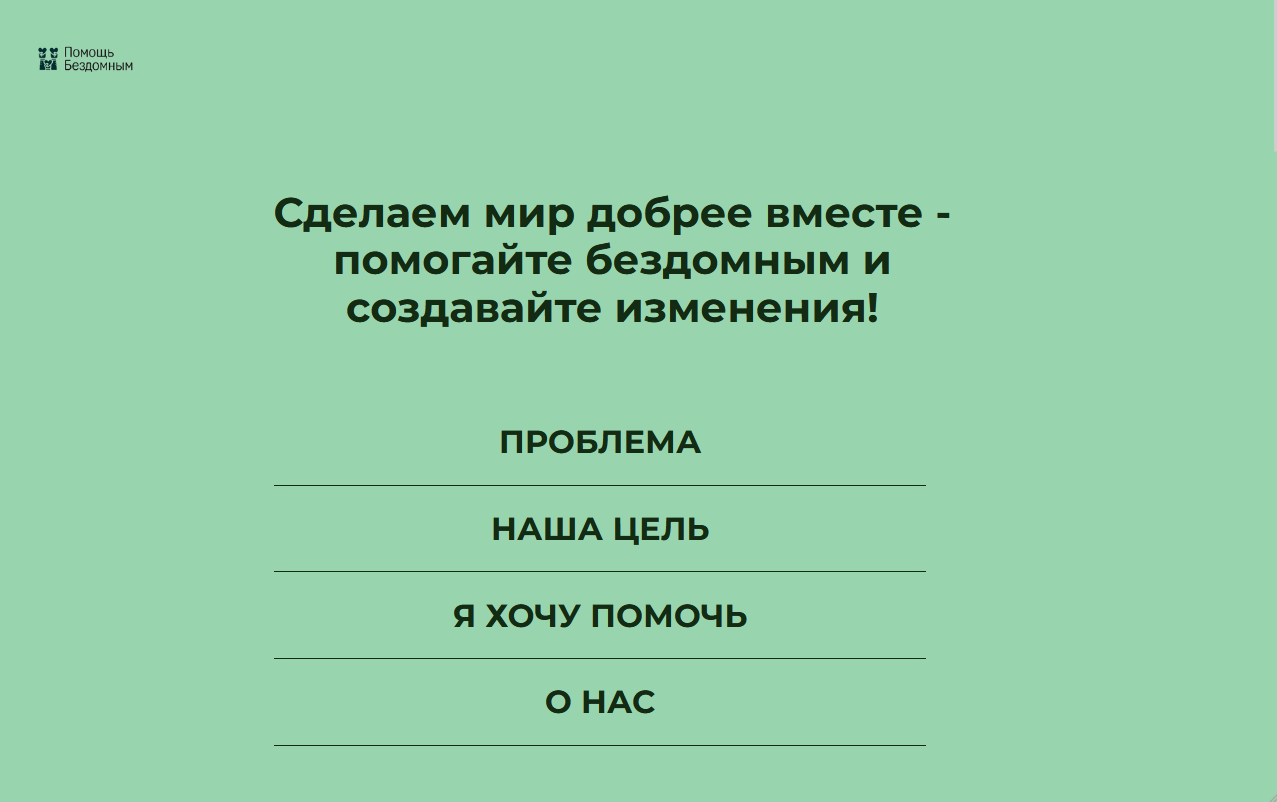 Помощь
Бездомным
Сделаем мир добрее вместе -
помогайте бездомным и
создавайте изменения!
ПРОБЛЕМА
НАША ЦЕЛЬ
Я ХОЧУ ПОМОЧЬ
О НАС